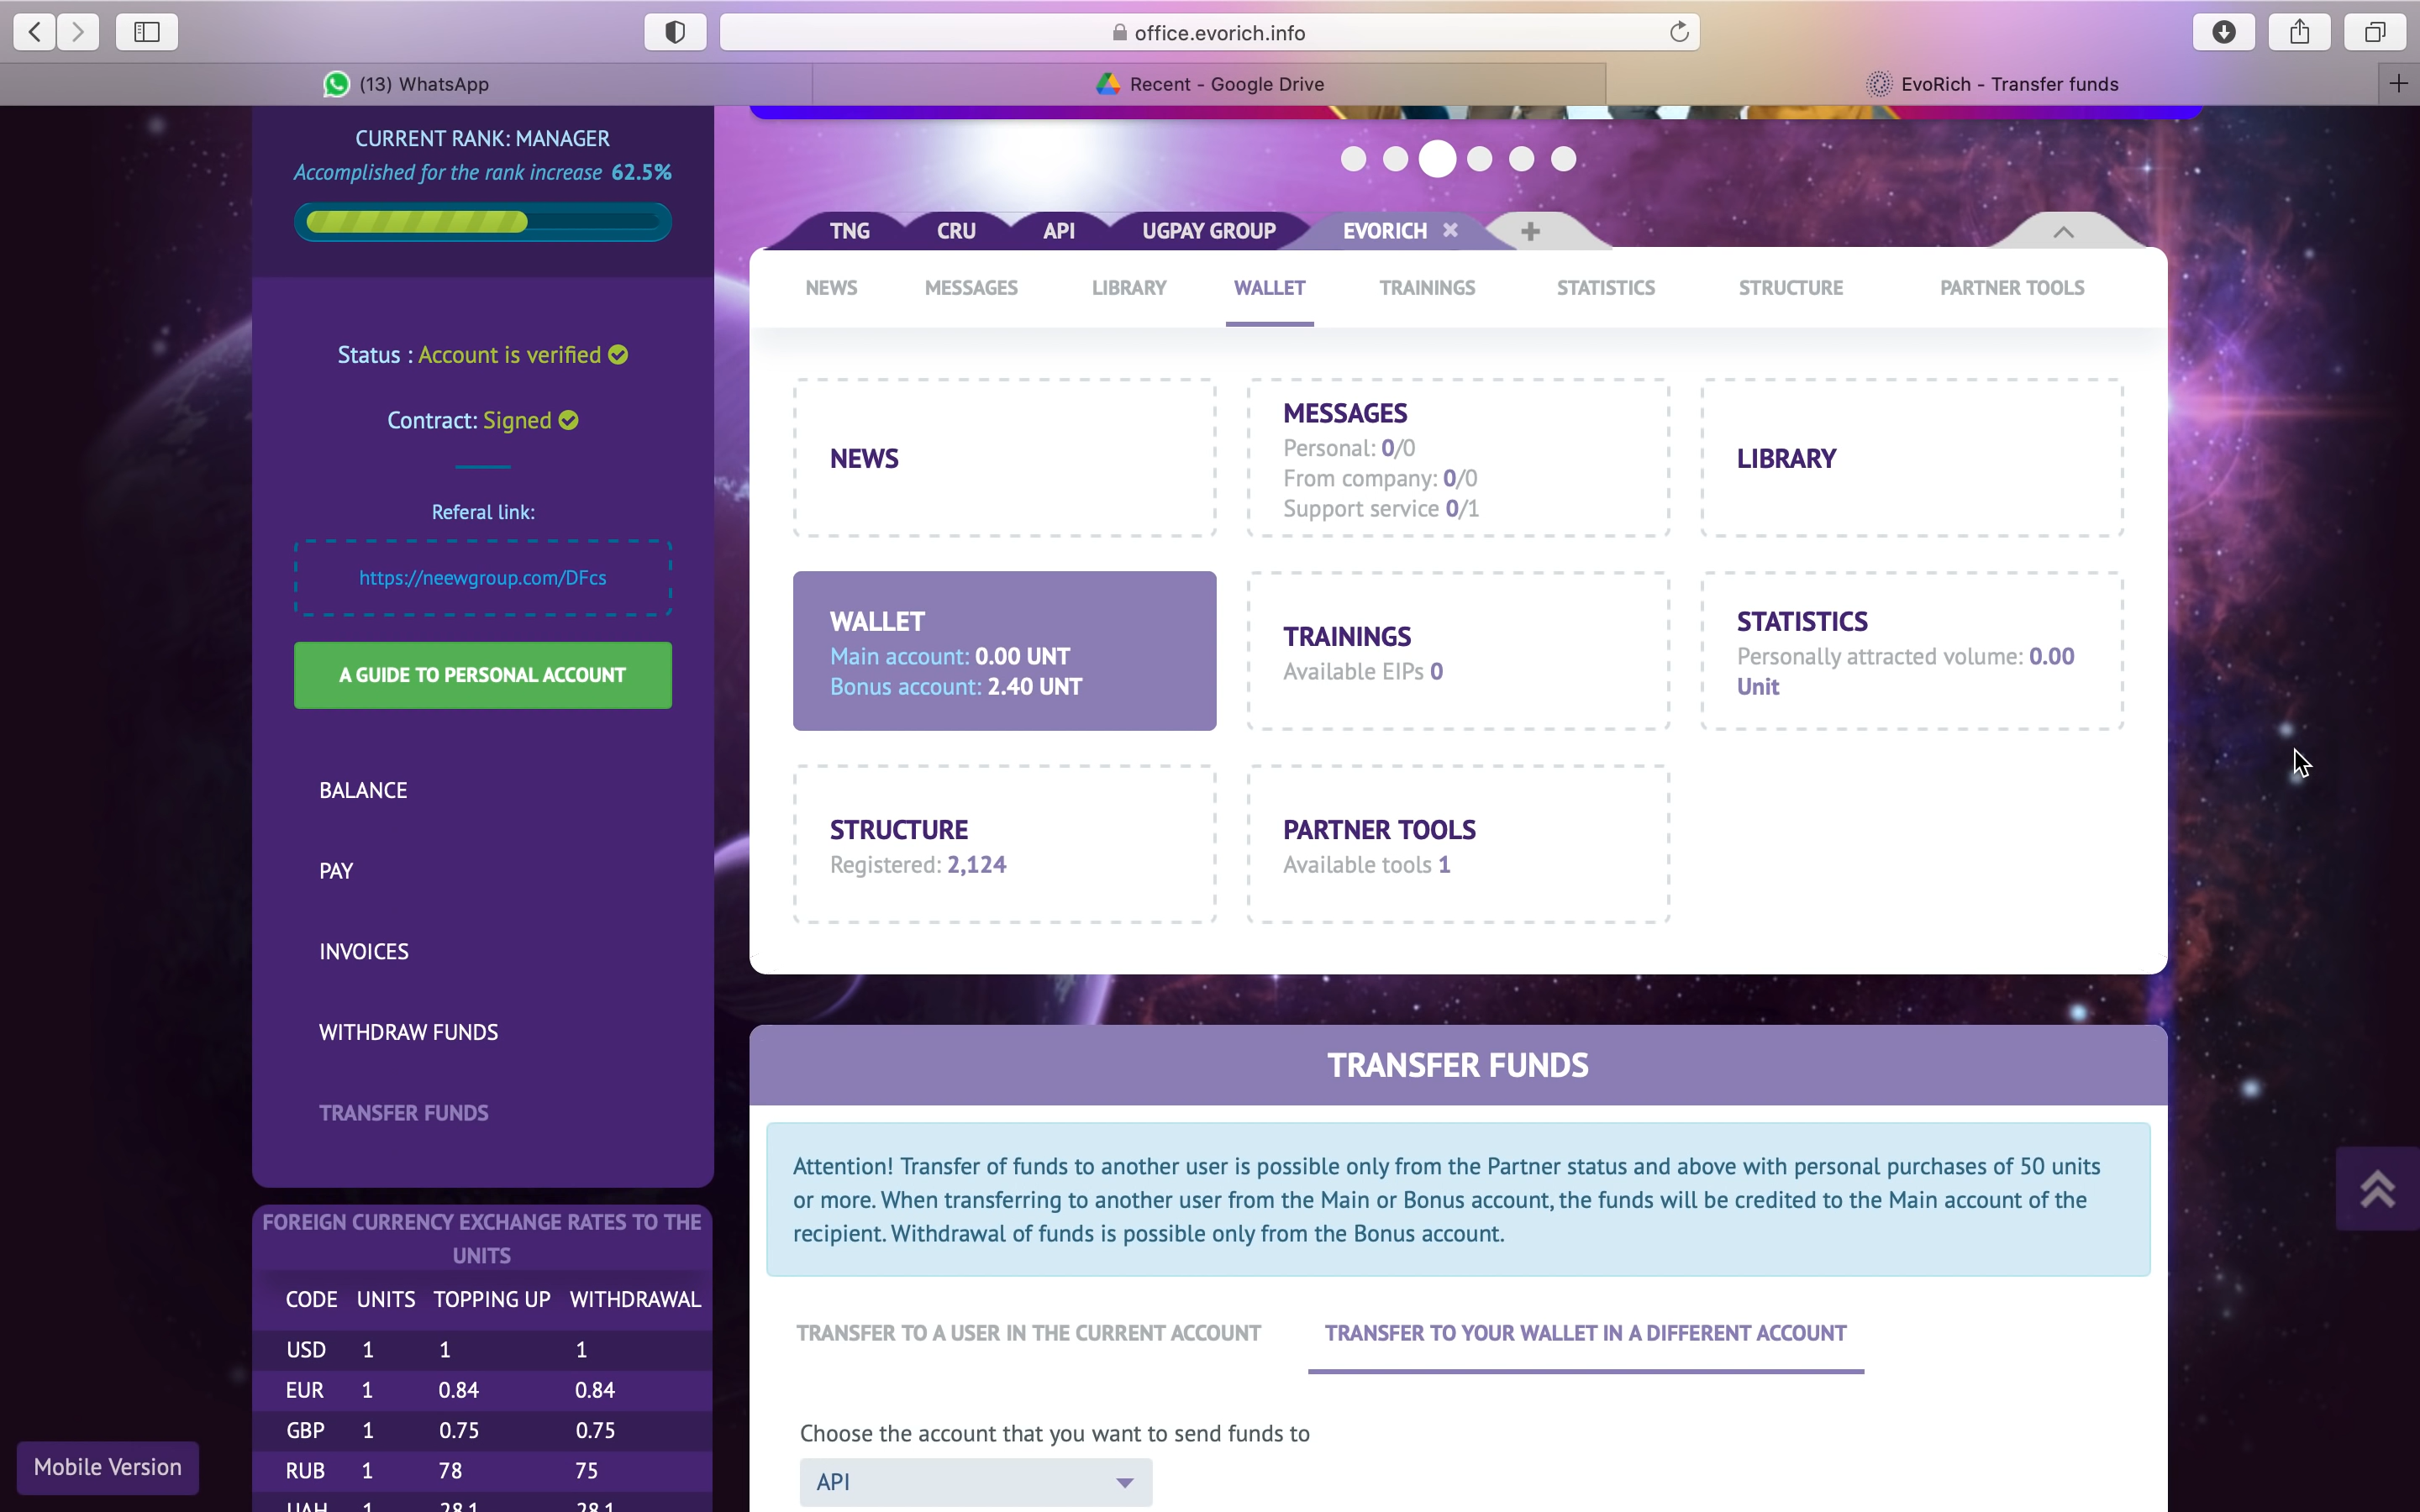 office.evorich.info
(13) WhatsApp
Recent - Google Drive
EvoRich - Transfer funds
CURRENT RANK: MANAGER
Accomplished for the rank increase 62.5%
Status : Account is verified
Contract: Signed
Referal link:
https://neewgroup.com/DFcs
A GUIDE TO PERSONAL ACCOUNT
BALANCE
PAY
INVOICES
WITHDRAW FUNDS
TRANSFER FUNDS
FOREIGN CURRENCY EXCHANGE RATES TO THE
UNITS
CODE UNITS TOPPING UP WITHDRAWAL
USD 1 1 1
EUR 1 0.84 0.84
GBP 1 0.75 0.75
RUB 1 78 75
UAH 1 28.1 28.1
Mobile Version
TNG CRU API UGPAY GROUP EVORICH
NEWS MESSAGES LIBRARY WALLET TRAININGS STATISTICS STRUCTURE PARTNER TOOLS
NEWS
MESSAGES
Personal: 0/0
From company: 0/0
Support service 0/1
LIBRARY
WALLET
Main account: 0.00 UNT
Bonus account: 2.40 UNT
TRAININGS
Available EIPs 0
STATISTICS
Personally attracted volume: 0.00
Unit
STRUCTURE
Registered: 2,124
PARTNER TOOLS
Available tools 1
TRANSFER FUNDS
Attention! Transfer of funds to another user is possible only from the Partner status and above with personal purchases of 50 units
or more. When transferring to another user from the Main or Bonus account, the funds will be credited to the Main account of the
recipient. Withdrawal of funds is possible only from the Bonus account.
TRANSFER TO A USER IN THE CURRENT ACCOUNT
TRANSFER TO YOUR WALLET IN A DIFFERENT ACCOUNT
Choose the account that you want to send funds to
API